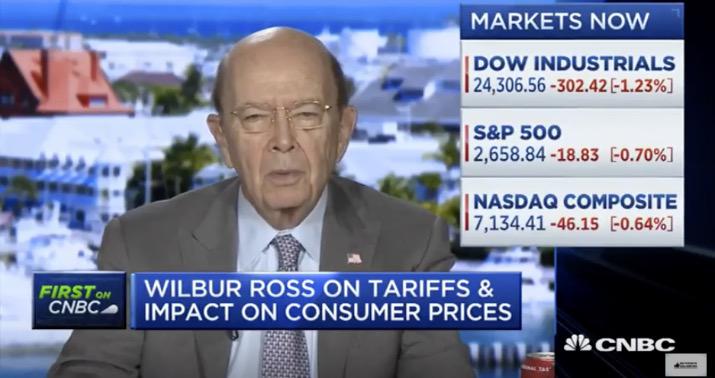 MARKETS NOW
DOW INDUSTRIALS
24,306.56 -302.42 [-1.23%]
S&P 500
2,658.84 -18.83 [-0.70%]
NASDAQ COMPOSITE
7,134.41 -46.15 [-0.64%]
FIRST ON
CNBC
WILBUR ROSS ON TARIFFS &
IMPACT ON CONSUMER PRICES
CNBC